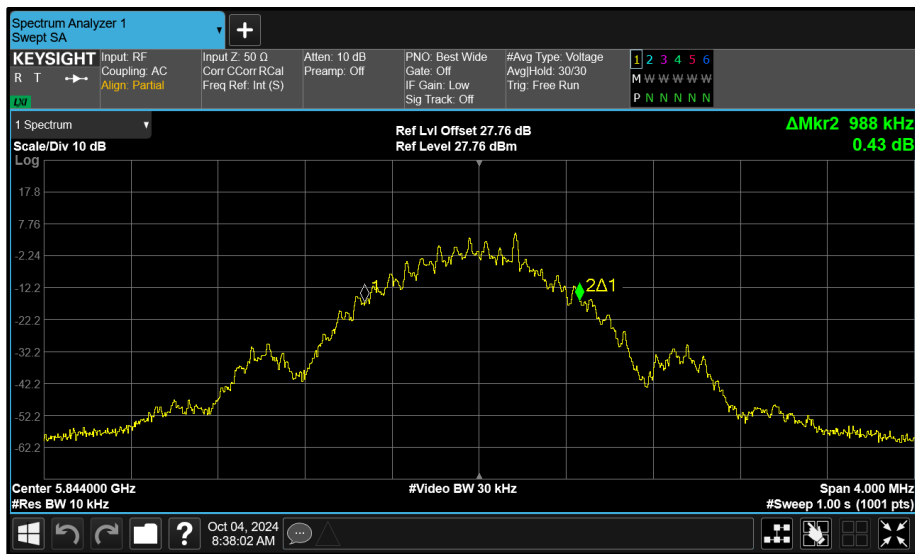 Spectrum Analyzer 1
Swept SA
KEYSIGHT
R T
LXI
Input: RF
Coupling: AC
Align: Partial
Input Z: 50 Ω
Corr CCorr RCal
Freq Ref: Int (S)
Atten: 10 dB
Preamp: Off
PNO: Best Wide
Gate: Off
IF Gain: Low
Sig Track: Off
#Avg Type: Voltage
Avg|Hold: 30/30
Trig: Free Run
1 2 3 4 5 6
M W W W W W
P N N N N N
1 Spectrum
Scale/Div 10 dB
Log
Ref Lvl Offset 27.76 dB
Ref Level 27.76 dBm
ΔMkr2 988 kHz
0.43 dB
17.8
7.76
-2.24
-12.2
-22.2
-32.2
-42.2
-52.2
-62.2
1
2Δ1
Center 5.844000 GHz
#Res BW 10 kHz
#Video BW 30 kHz
Span 4.000 MHz
#Sweep 1.00 s (1001 pts)
?
Oct 04, 2024
8:38:02 AM